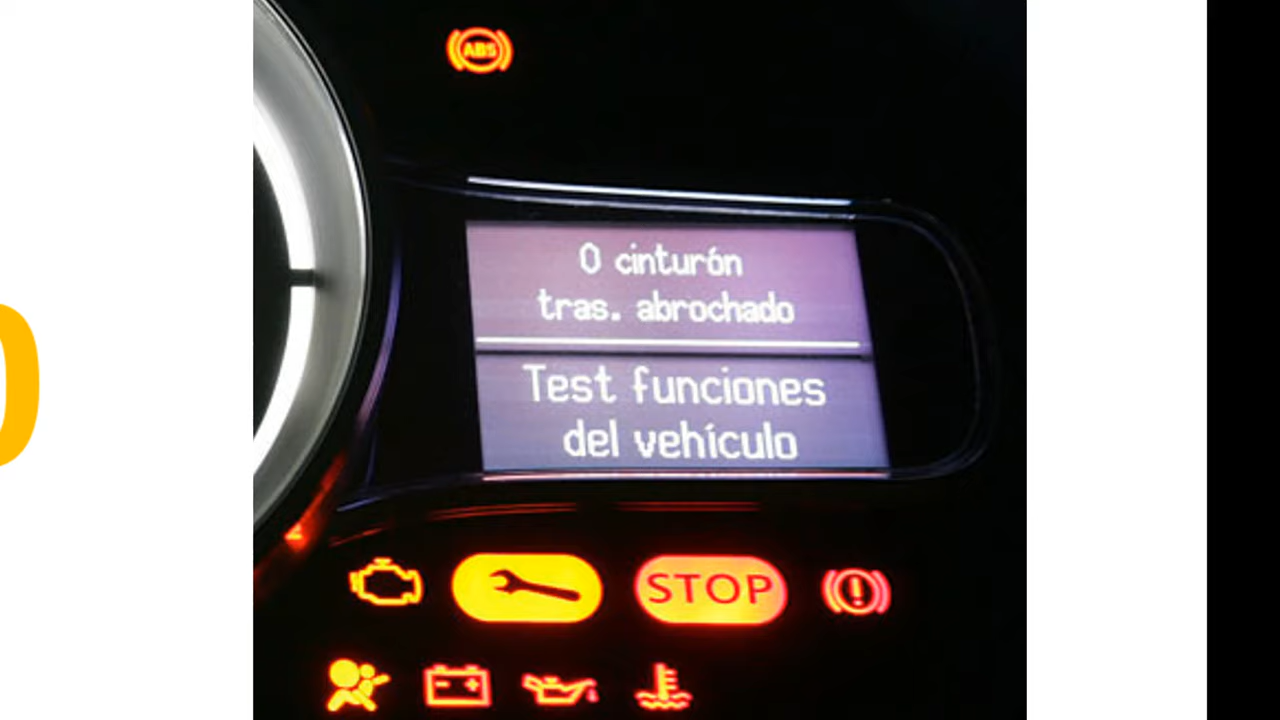 ABS
0 cinturón
tras. abrochado
Test funciones
del vehículo
STOP